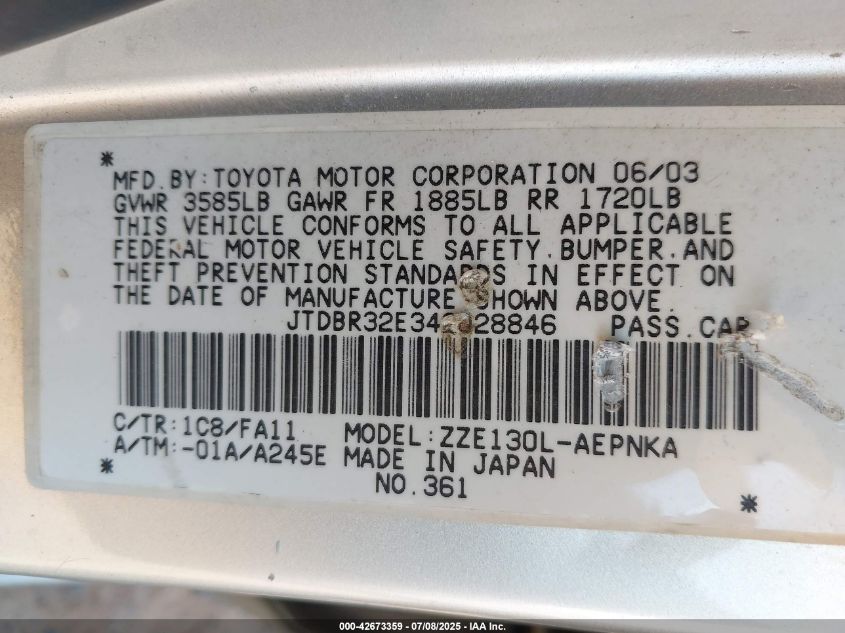 *
MFD.BY:TOYOTA MOTOR CORPORATION 06/03
GVWR 3585LB GAWR FR 1885LB RR 1720LB
THIS VEHICLE CONFORMS TO ALL APPLICABLE
FEDERAL MOTOR VEHICLE SAFETY.BUMPER.AND
THEFT PREVENTION STANDARDS IN EFFECT ON
THE DATE OF MANUFACTURE SHOWN ABOVE.
PASS.CAR
C/TR:1C8/FA11 MODEL:ZZE130L-AEPNKA
A/TM:-01A/A245E MADE IN JAPAN
* NO.361 *
000-42673359 - 07/08/2025 - © IAA Inc.